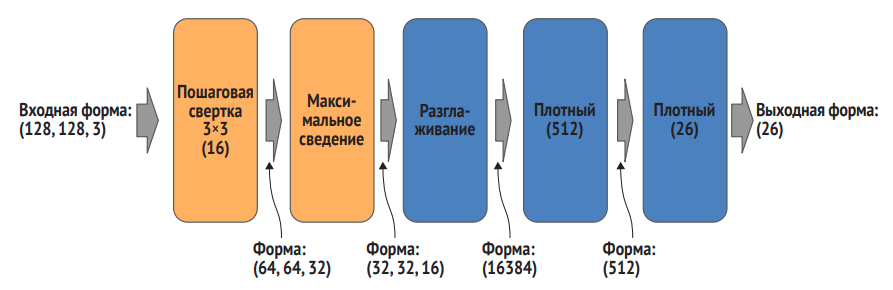 Входная форма:
(128, 128, 3)
Пошаговая
свертка
3×3
(16)
Макси-
мальное
сведение
Разгла-
живание
Плотный
(512)
Плотный
(26)
Выходная форма:
(26)
Форма:
(64, 64, 32)
Форма:
(32, 32, 16)
Форма:
(16384)
Форма:
(512)